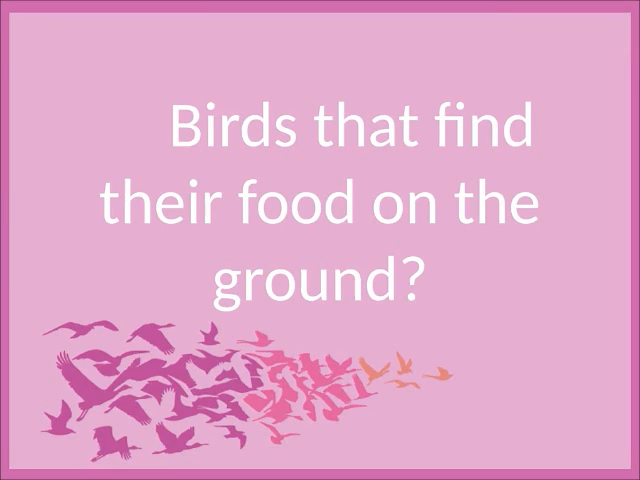 Birds that find
their food on the
ground?